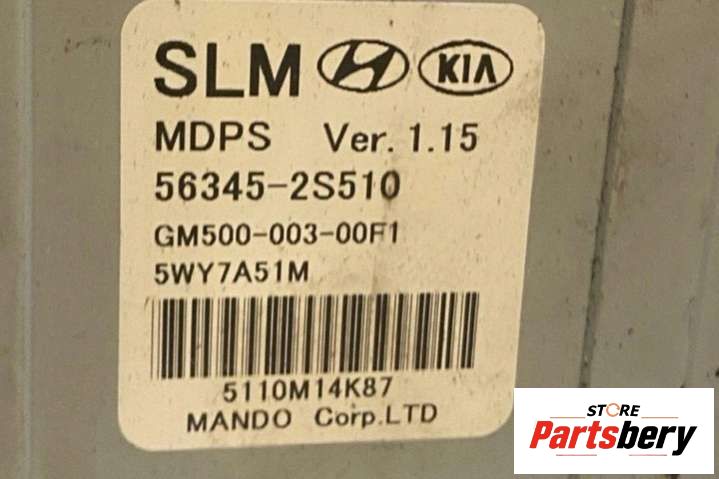 SLM KIA
MDPS Ver. 1.15
56345-2S510
GM500-003-00F1
5WY7A51M
5110M14K87
MANDO Corp.LTD
STORE
Partsbery